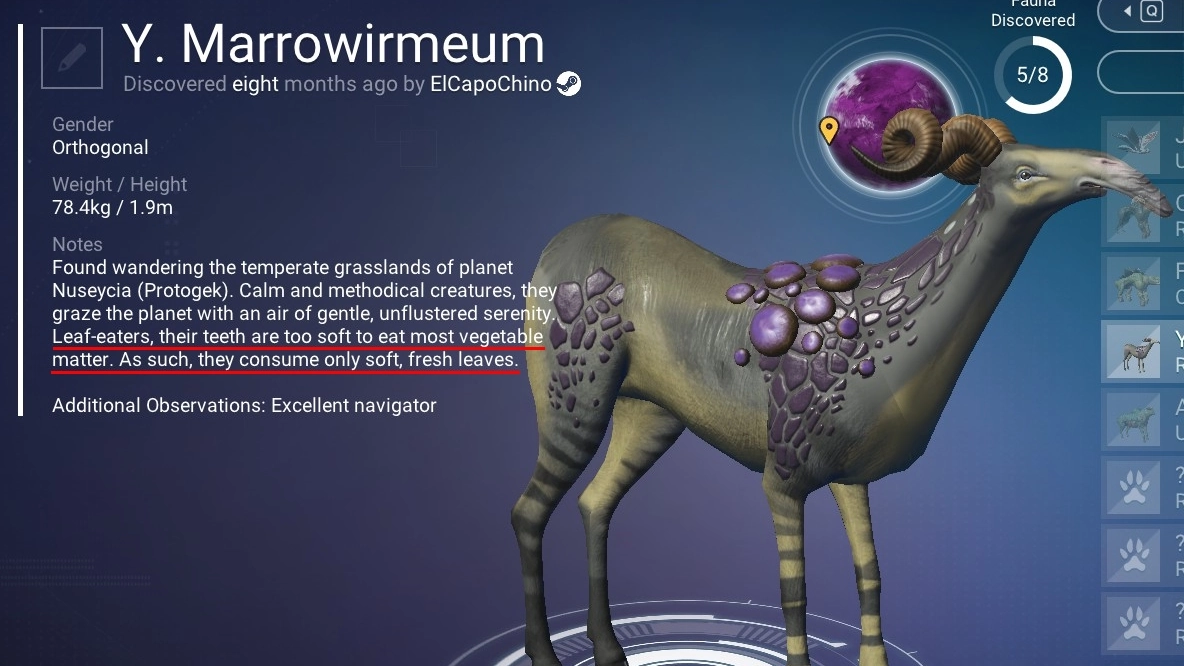 Fauna
Discovered
Q
5/8
Y. Marrowirmeum
Discovered eight months ago by ElCapoChino
Gender
Orthogonal
Weight / Height
78.4kg / 1.9m
Notes
Found wandering the temperate grasslands of planet
Nuseycia (Protogek). Calm and methodical creatures, they
graze the planet with an air of gentle, unflustered serenity.
Leaf-eaters, their teeth are too soft to eat most vegetable
matter. As such, they consume only soft, fresh leaves.
Additional Observations: Excellent navigator
Y
R
?
R
?
R
?
R